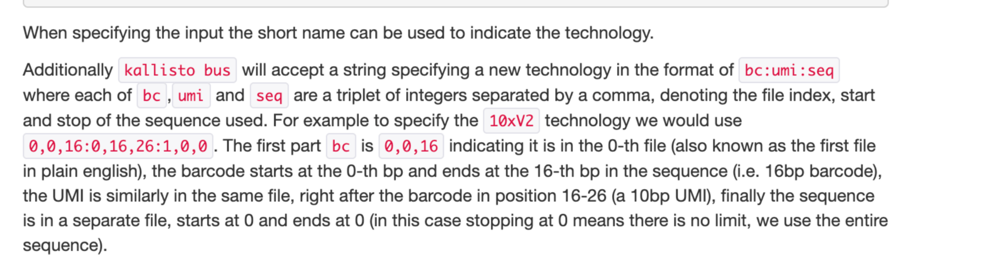 When specifying the input the short name can be used to indicate the technology.
Additionally kallisto bus will accept a string specifying a new technology in the format of bc:umi:seq
where each of bc, umi and seq are a triplet of integers separated by a comma, denoting the file index, start
and stop of the sequence used. For example to specify the 10xV2 technology we would use
0,0,16:0,16,26:1,0,0. The first part bc is 0,0,16 indicating it is in the 0-th file (also known as the first file
in plain english), the barcode starts at the 0-th bp and ends at the 16-th bp in the sequence (i.e. 16bp barcode),
the UMI is similarly in the same file, right after the barcode in position 16-26 (a 10bp UMI), finally the sequence
is in a separate file, starts at 0 and ends at 0 (in this case stopping at 0 means there is no limit, we use the entire
sequence).